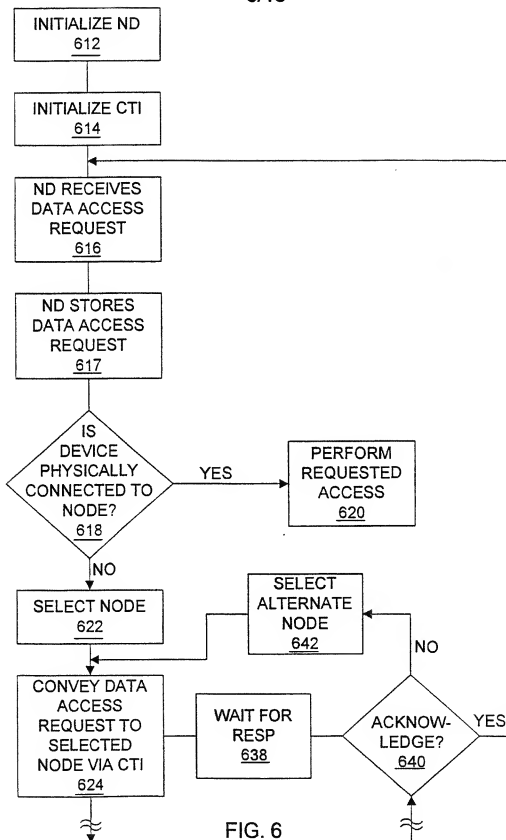 INITIALIZE ND
612
INITIALIZE CTI
614
ND RECEIVES
DATA ACCESS
REQUEST
616
ND STORES
DATA ACCESS
REQUEST
617
IS
DEVICE
PHYSICALLY
CONNECTED TO
NODE?
618
YES
PERFORM
REQUESTED
ACCESS
620
NO
SELECT NODE
622
SELECT
ALTERNATE
NODE
642
NO
CONVEY DATA
ACCESS
REQUEST TO
SELECTED
NODE VIA CTI
624
WAIT FOR
RESP
638
ACKNOW-
LEDGE?
640
YES
FIG. 6